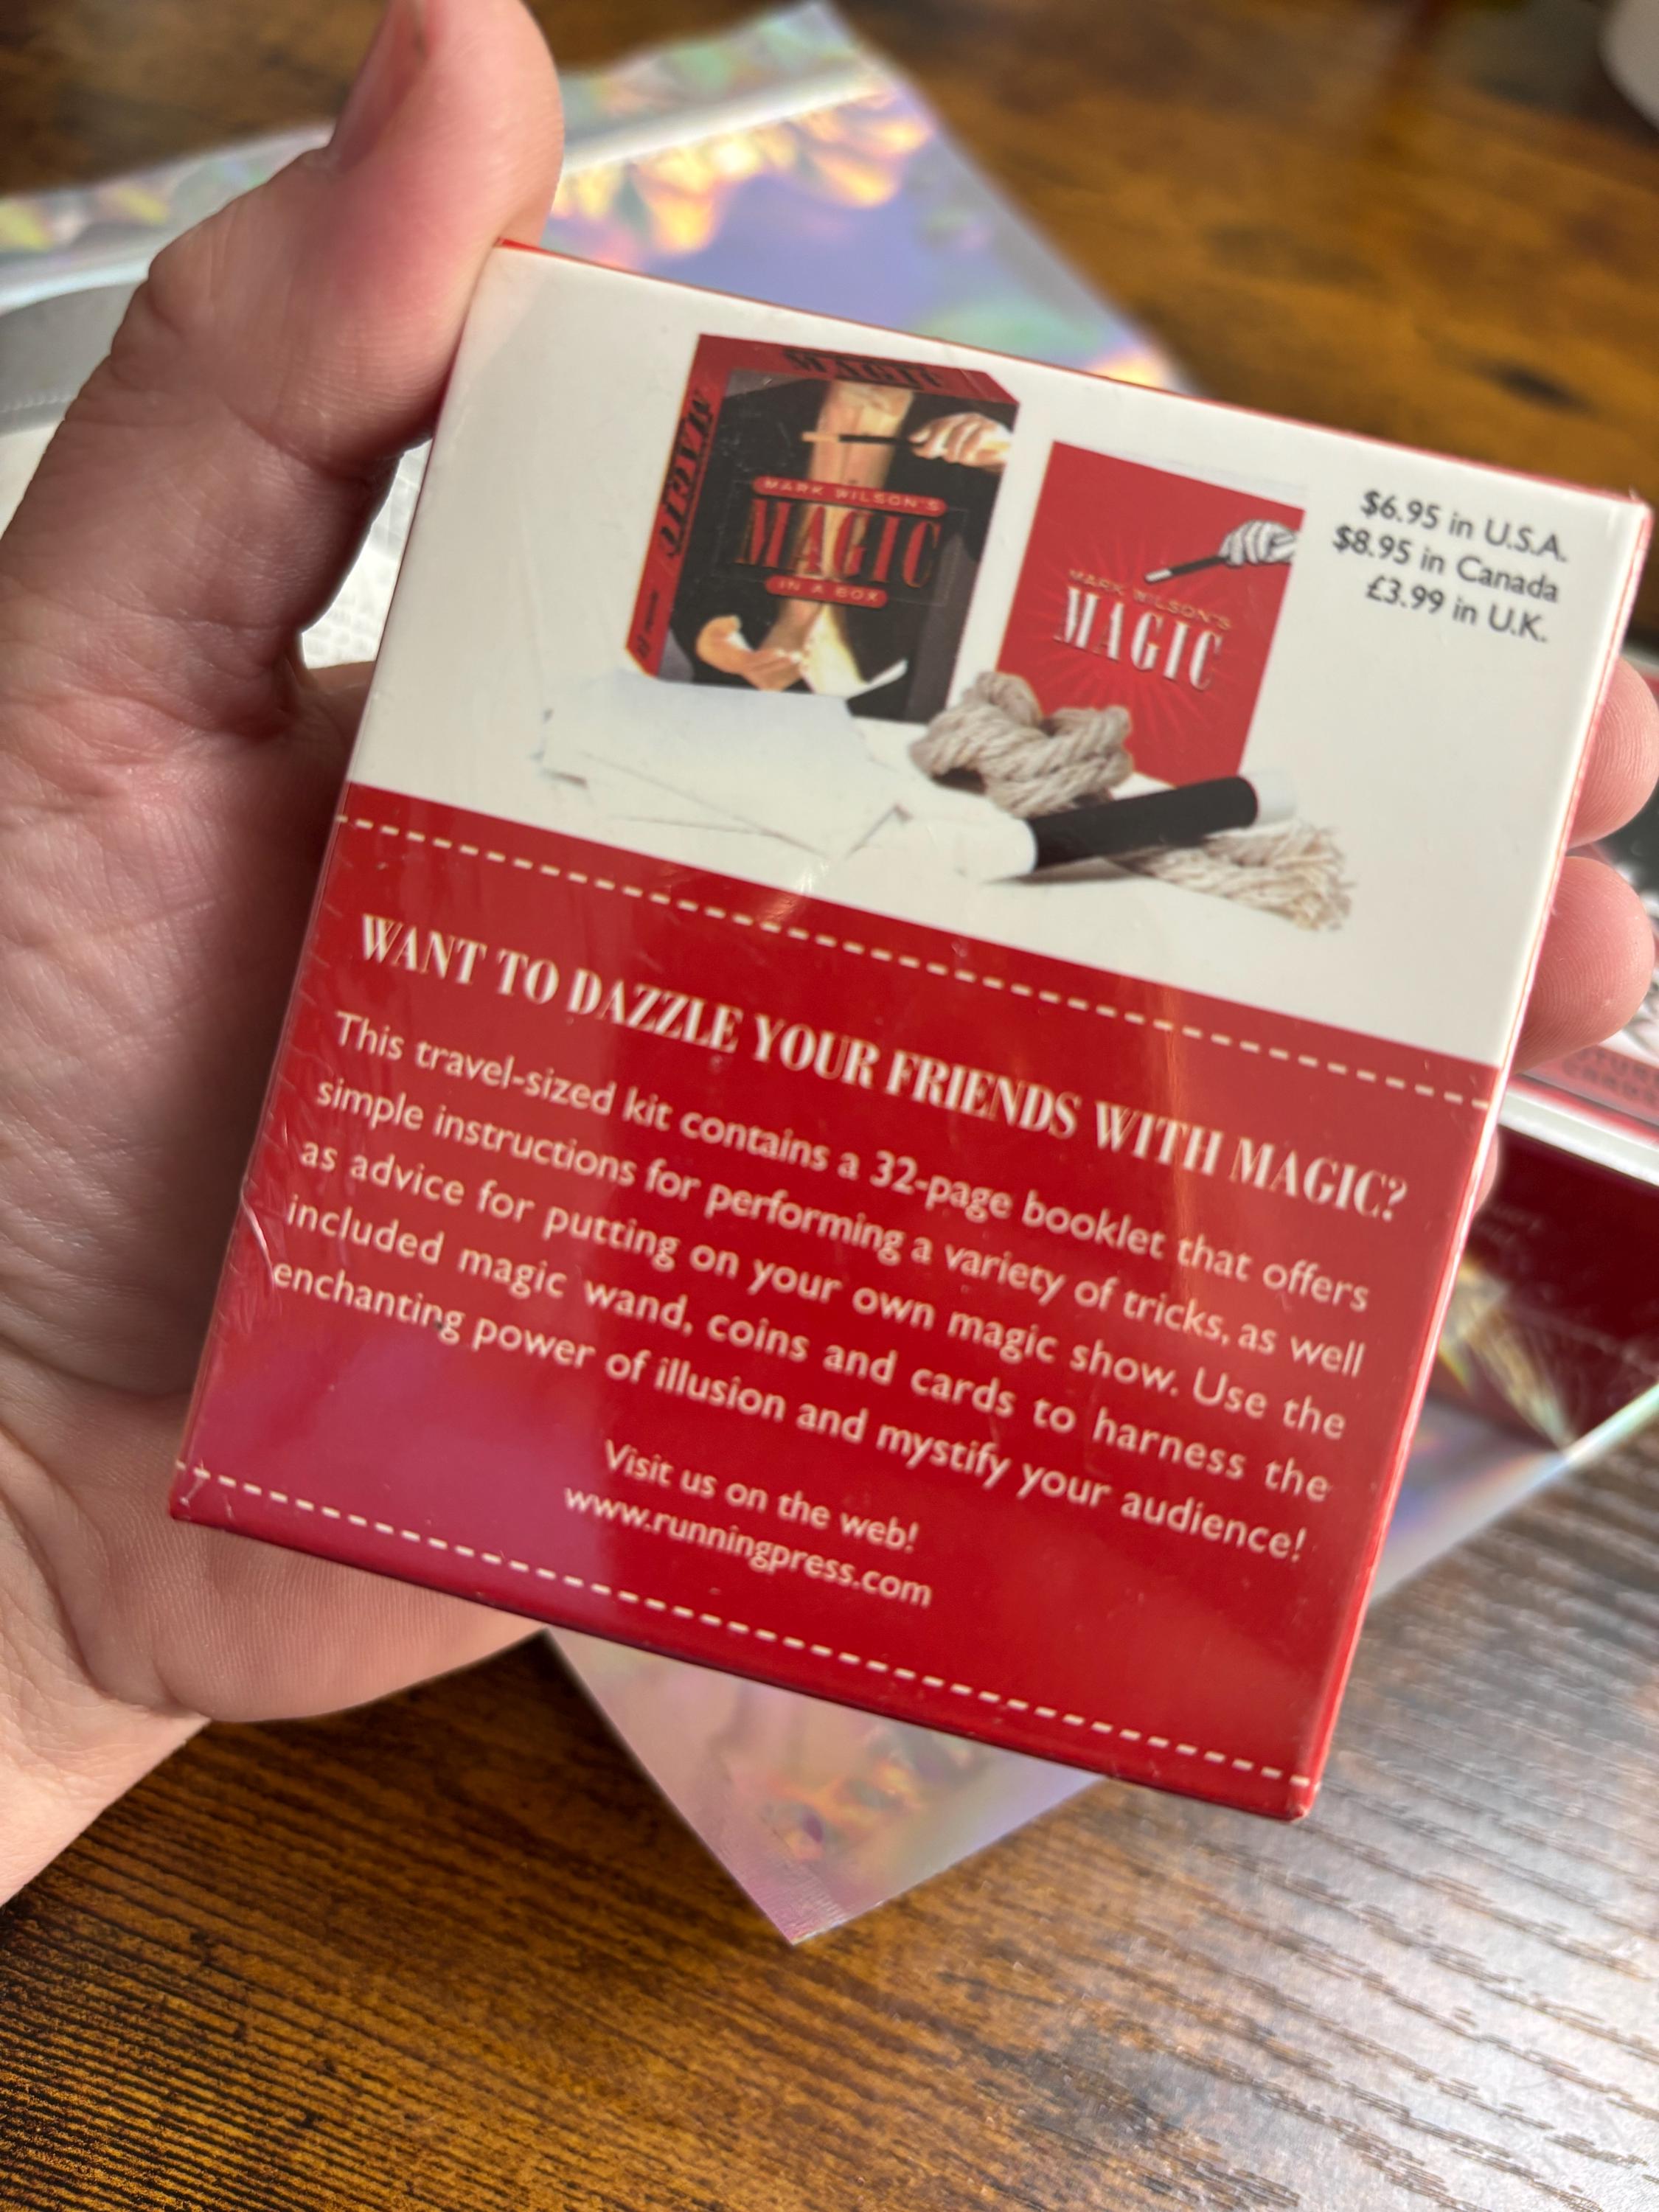 MAGIC
MAGIC
MARK WILSON'S
MAGIC
IN A BOX
MARK WILSON'S
MAGIC
$6.95 in U.S.A.
$8.95 in Canada
£3.99 in U.K.
WANT TO DAZZLE YOUR FRIENDS WITH MAGIC?
This travel-sized kit contains a 32-page booklet that offers
simple instructions for performing a variety of tricks, as well
as advice for putting on your own magic show. Use the
included magic wand, coins and cards to harness the
enchanting power of illusion and mystify your audience!
Visit us on the web!
www.runningpress.com